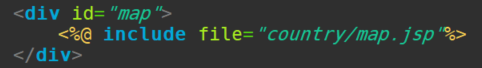 <div id="map">
<%@ include file="country/map.jsp"%>
</div>